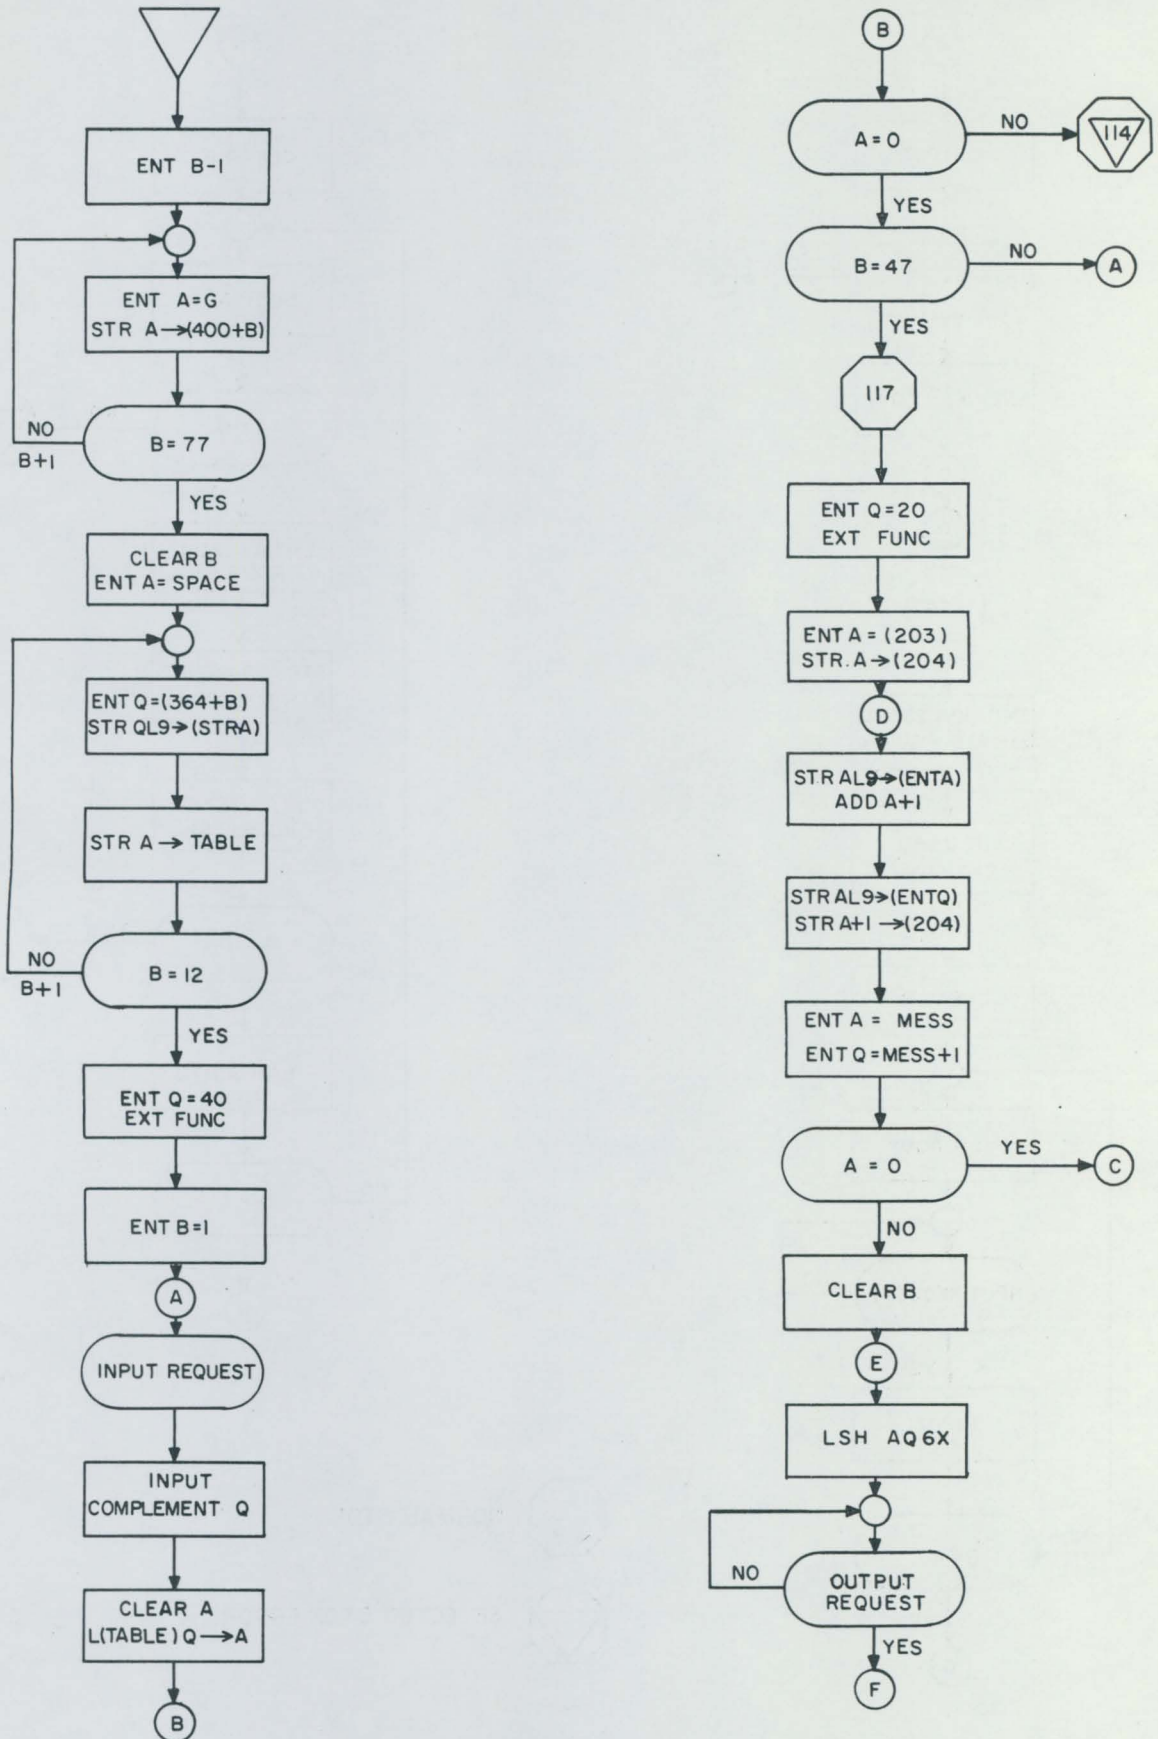 ENT B-1
ENT A=G
STR A→(400+B)
B=77
NO
B+1
YES
CLEAR B
ENT A= SPACE
ENT Q=(364+B)
STR QL9→(STRA)
STR A→ TABLE
B=12
NO
B+1
YES
ENT Q=40
EXT FUNC
ENT B=1
A
INPUT REQUEST
INPUT
COMPLEMENT Q
CLEAR A
L(TABLE)Q→A
B
B
A=0
NO
114
YES
B=47
NO
A
YES
117
ENT Q=20
EXT FUNC
ENT A=(203)
STR.A→(204)
D
STR AL9→(ENTA)
ADD A+1
STR AL9→(ENTQ)
STR A+1→(204)
ENT A= MESS
ENT Q=MESS+1
A=0
YES
C
NO
CLEAR B
E
LSH AQ6X
NO
OUTPUT
REQUEST
YES
F